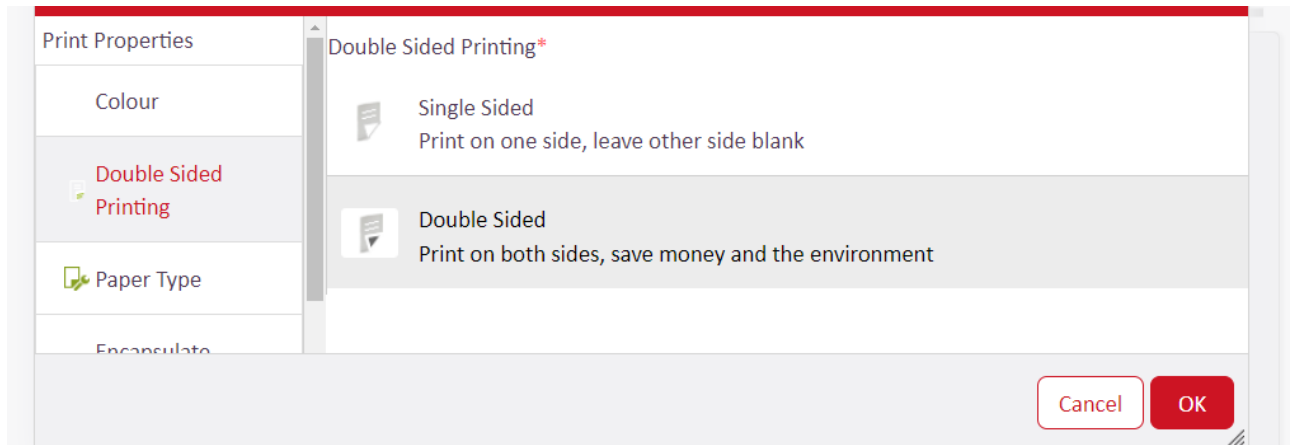 Print Properties
Colour
Double Sided
Printing
Paper Type
Encapsulate
Double Sided Printing*
Single Sided
Print on one side, leave other side blank
Double Sided
Print on both sides, save money and the environment
Cancel
OK